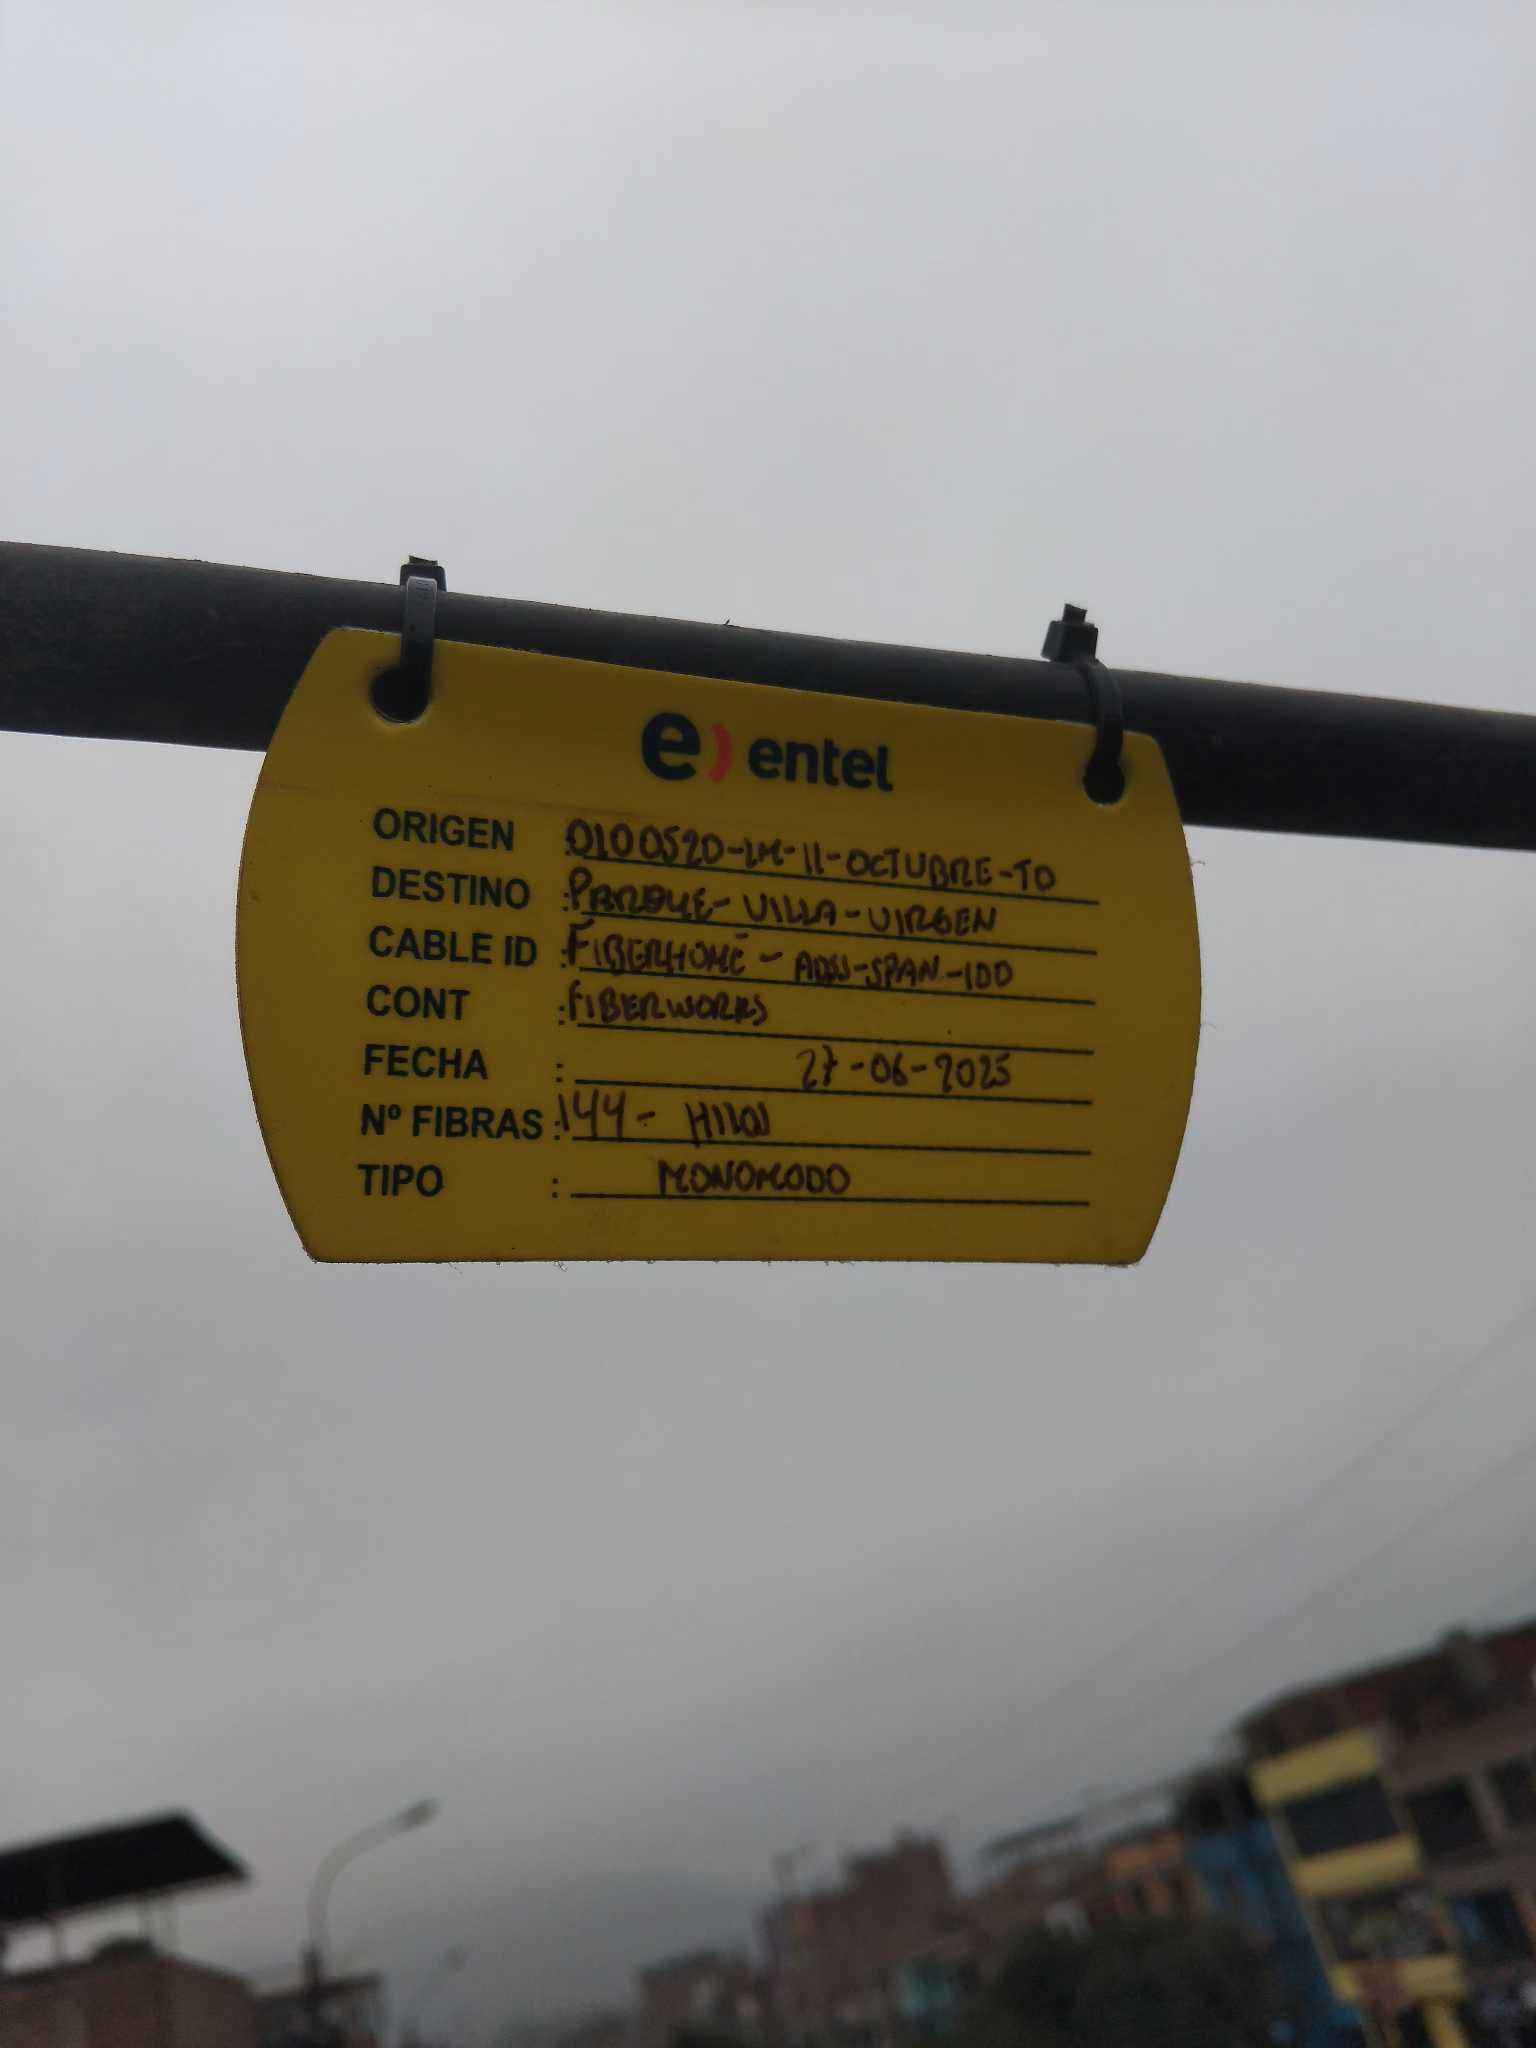 e) entel
ORIGEN 0100520-LM-11-OCTUBRE-TD
DESTINO : PARQUE-VILLA-VIRGEN
CABLE ID : FIBERHOME-ADSS-SPAN-100
CONT : FIBERWORKS
FECHA : 27-06-2025
Nº FIBRAS : 144- HILOS
TIPO : MONOMODO